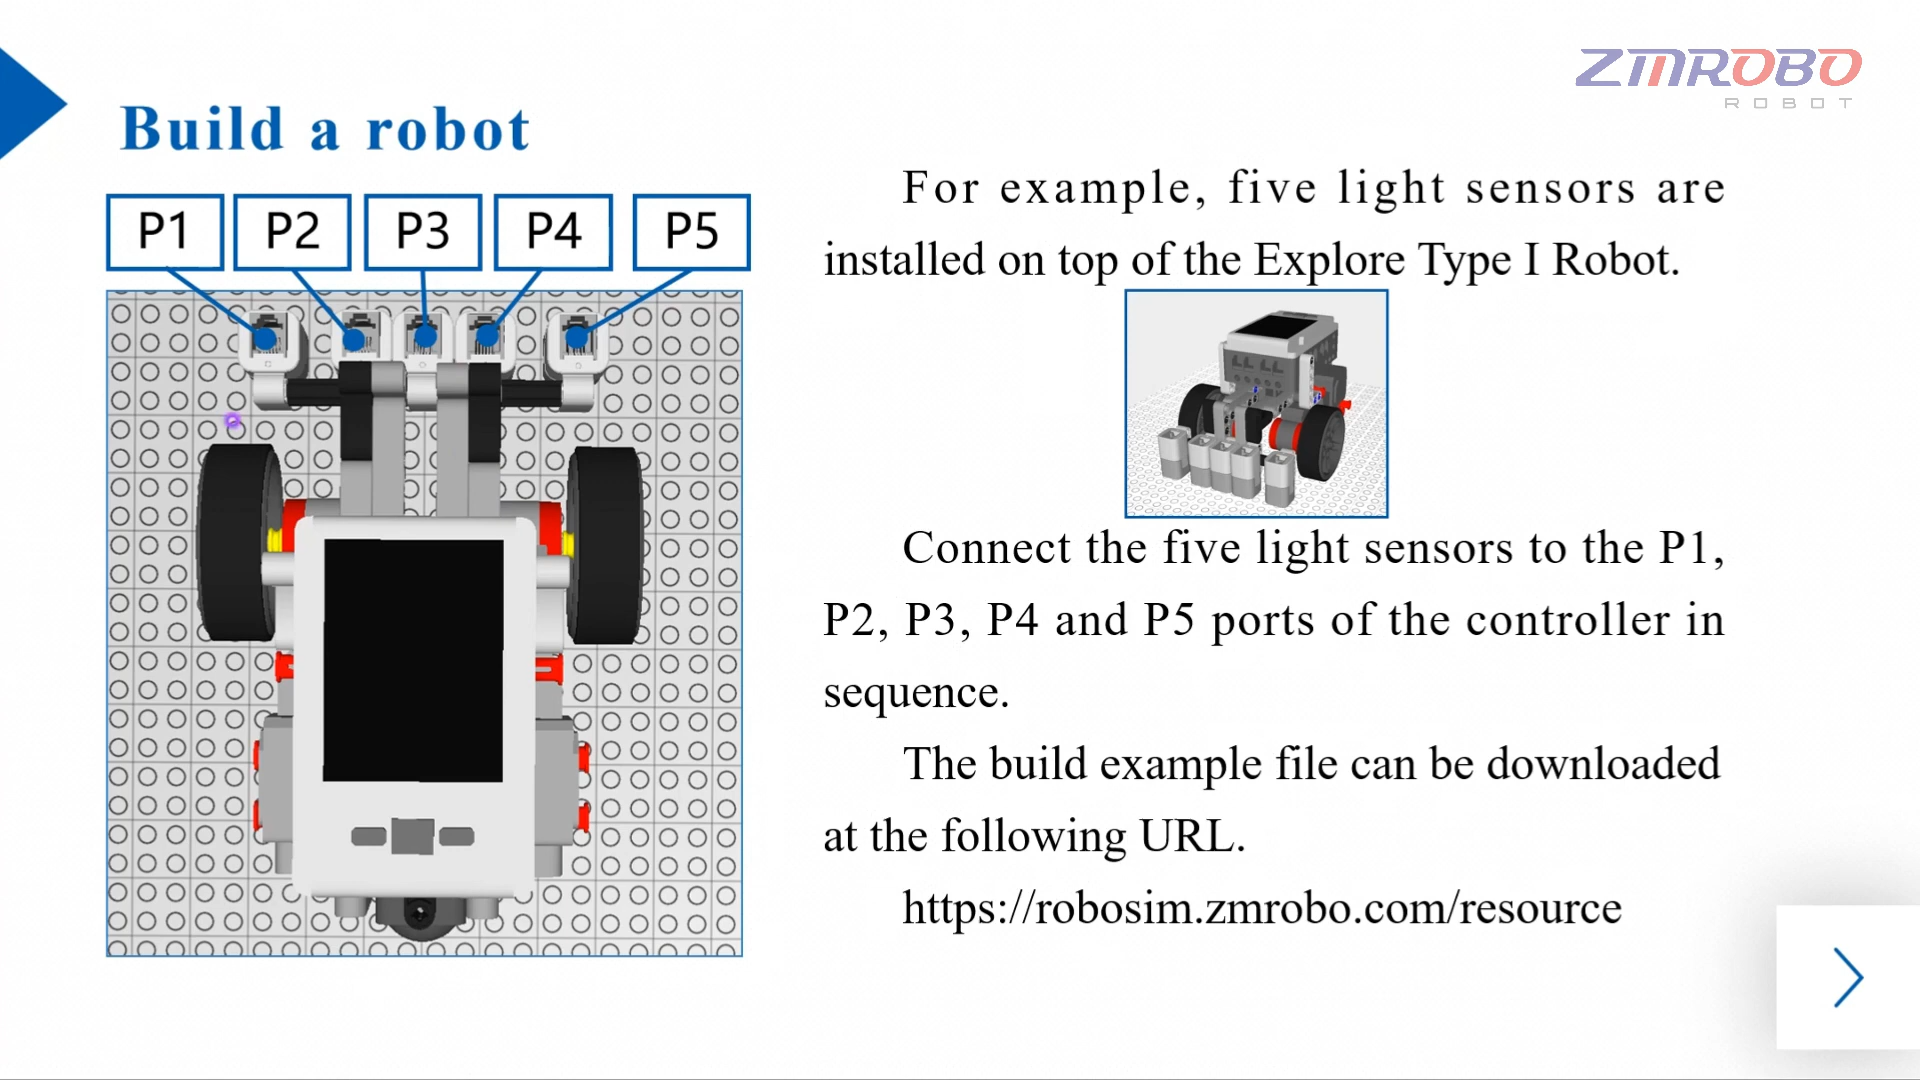 ZMROBO
ROBOT
Build a robot
P1 P2 P3 P4 P5
For example, five light sensors are
installed on top of the Explore Type I Robot.
Connect the five light sensors to the P1,
P2, P3, P4 and P5 ports of the controller in
sequence.
The build example file can be downloaded
at the following URL.
https://robosim.zmrobo.com/resource